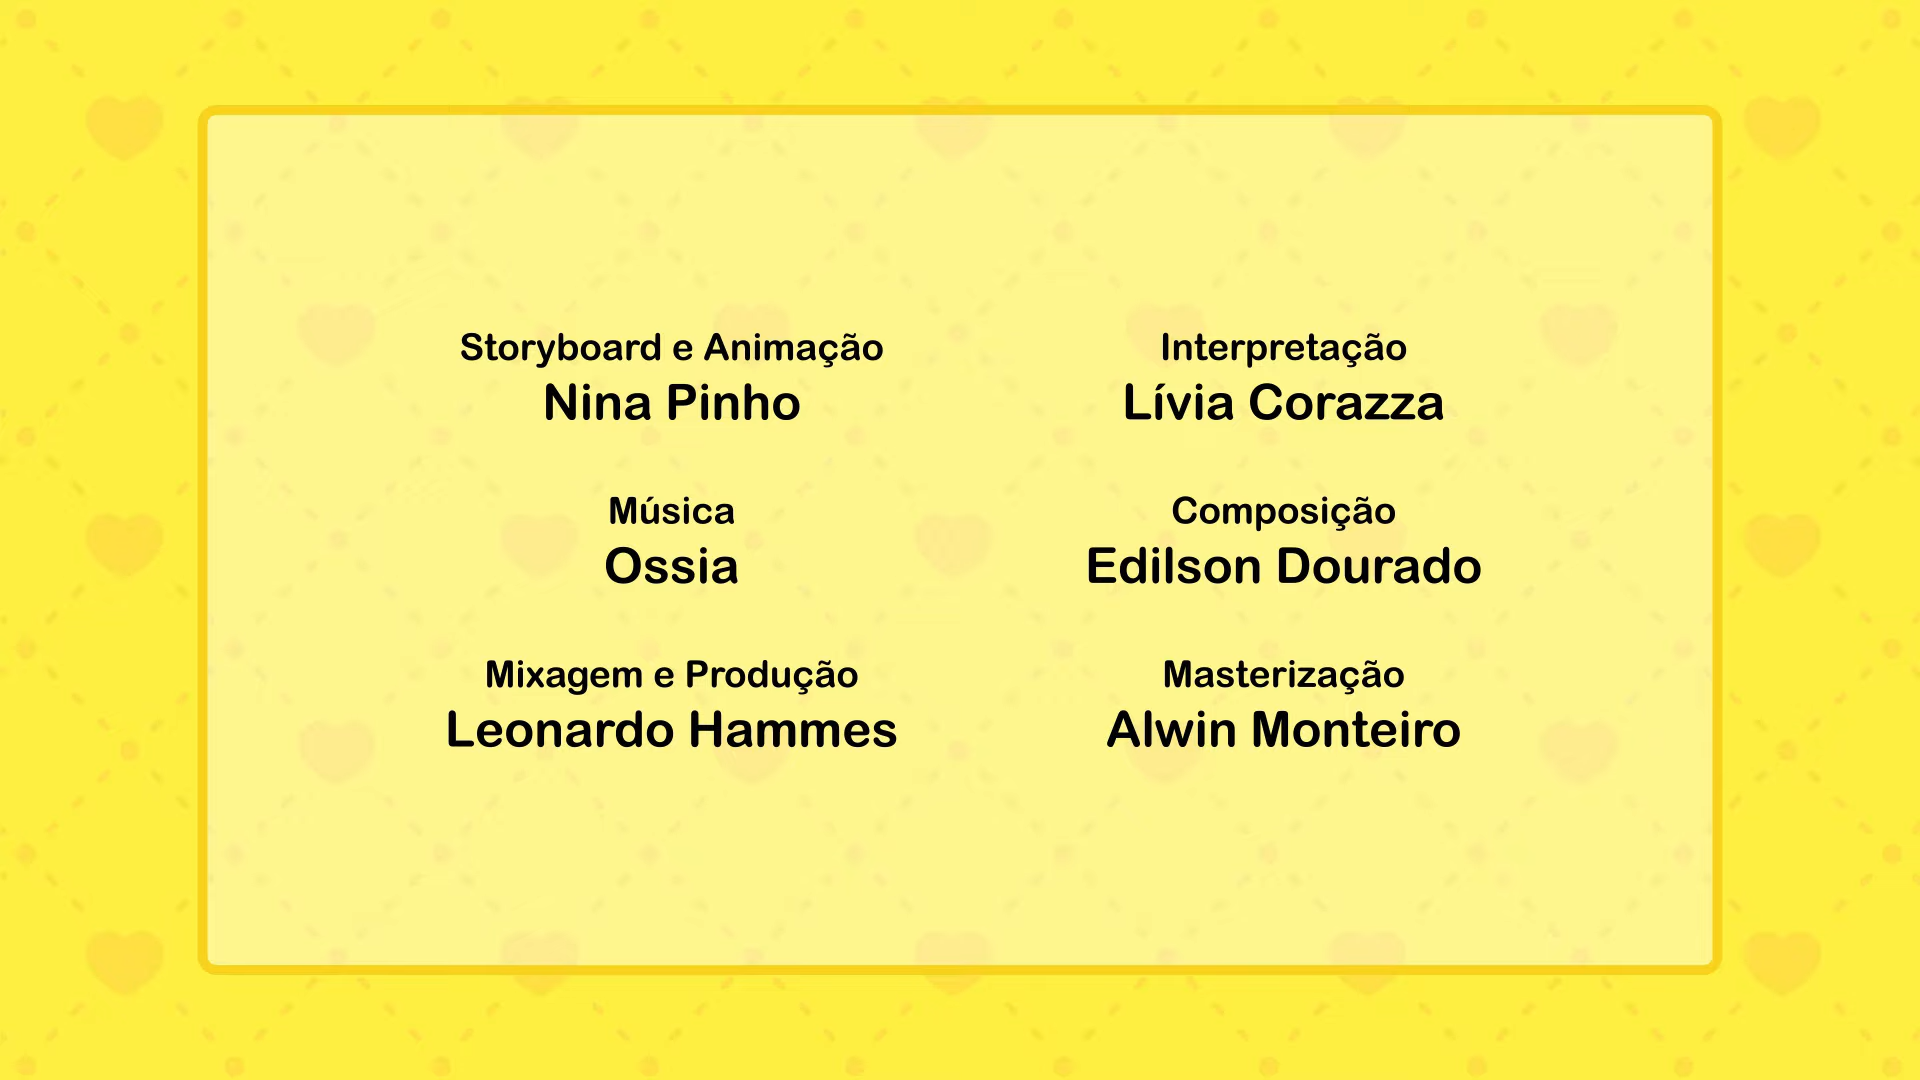 Storyboard e Animação
Nina Pinho
Interpretação
Lívia Corazza
Música
Ossia
Composição
Edilson Dourado
Mixagem e Produção
Leonardo Hammes
Masterização
Alwin Monteiro